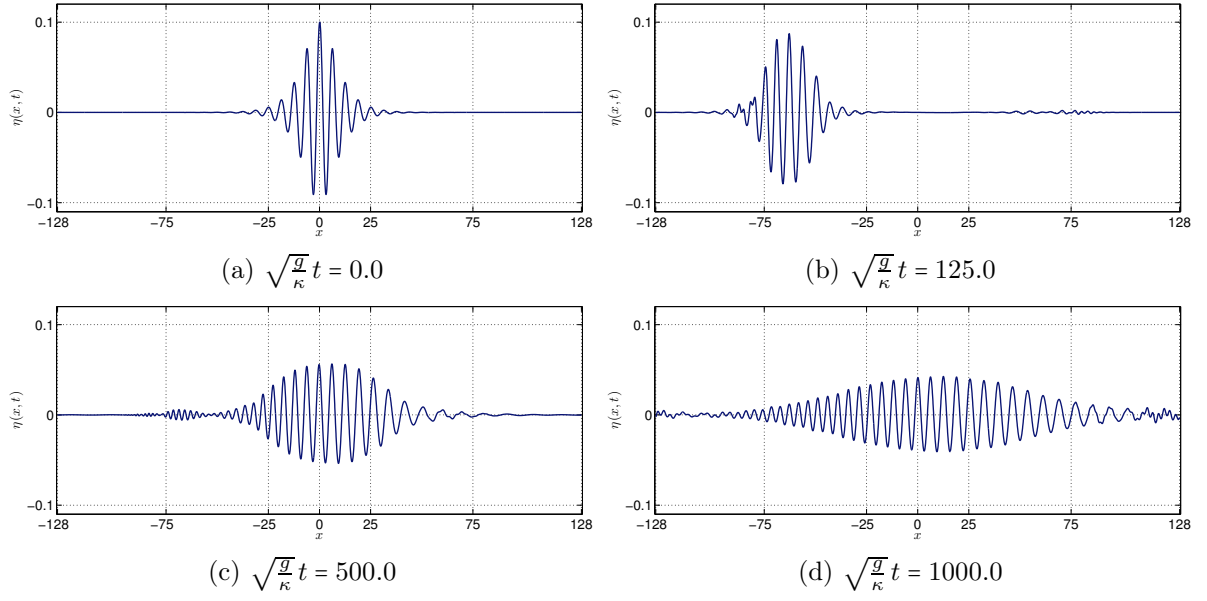 0.1 0 −0.1
η(x, t)
−128 −75 −25 0 25 75 128
x
(a) √(g/κ) t = 0.0
0.1 0 −0.1
η(x, t)
−128 −75 −25 0 25 75 128
x
(b) √(g/κ) t = 125.0
0.1 0 −0.1
η(x, t)
−128 −75 −25 0 25 75 128
x
(c) √(g/κ) t = 500.0
0.1 0 −0.1
η(x, t)
−128 −75 −25 0 25 75 128
x
(d) √(g/κ) t = 1000.0